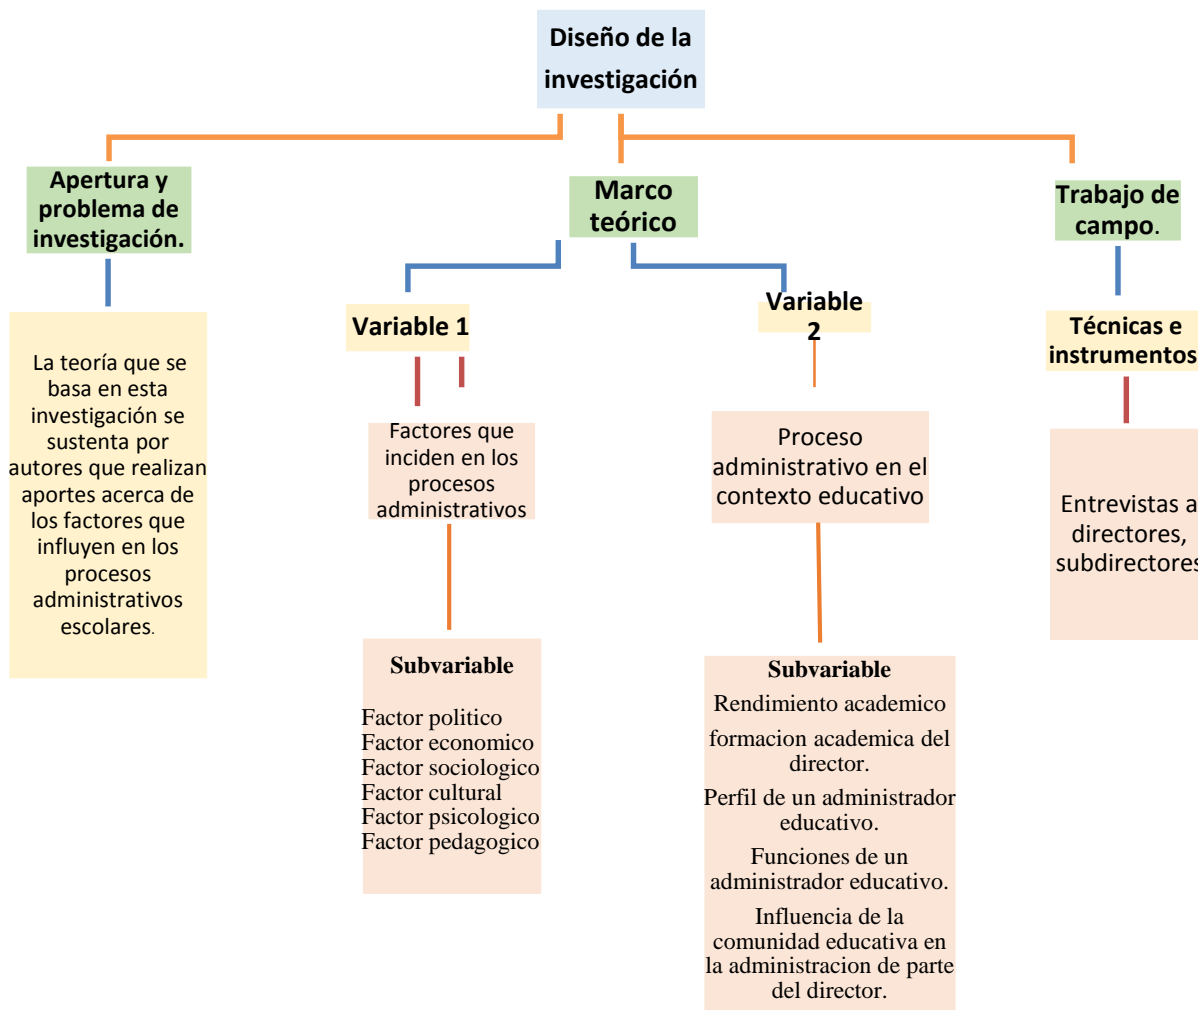 Diseño de la
investigación
Apertura y
problema de
investigación.
La teoría que se
basa en esta
investigación se
sustenta por
autores que realizan
aportes acerca de
los factores que
influyen en los
procesos
administrativos
escolares.
Marco
teórico
Variable 1
Factores que
inciden en los
procesos
administrativos
Subvariable
Factor politico
Factor economico
Factor sociologico
Factor cultural
Factor psicologico
Factor pedagogico
Variable
2
Proceso
administrativo en el
contexto educativo
Subvariable
Rendimiento academico
formacion academica del
director.
Perfil de un administrador
educativo.
Funciones de un
administrador educativo.
Influencia de la
comunidad educativa en
la administracion de parte
del director.
Trabajo de
campo.
Técnicas e
instrumentos
Entrevistas a
directores,
subdirectores